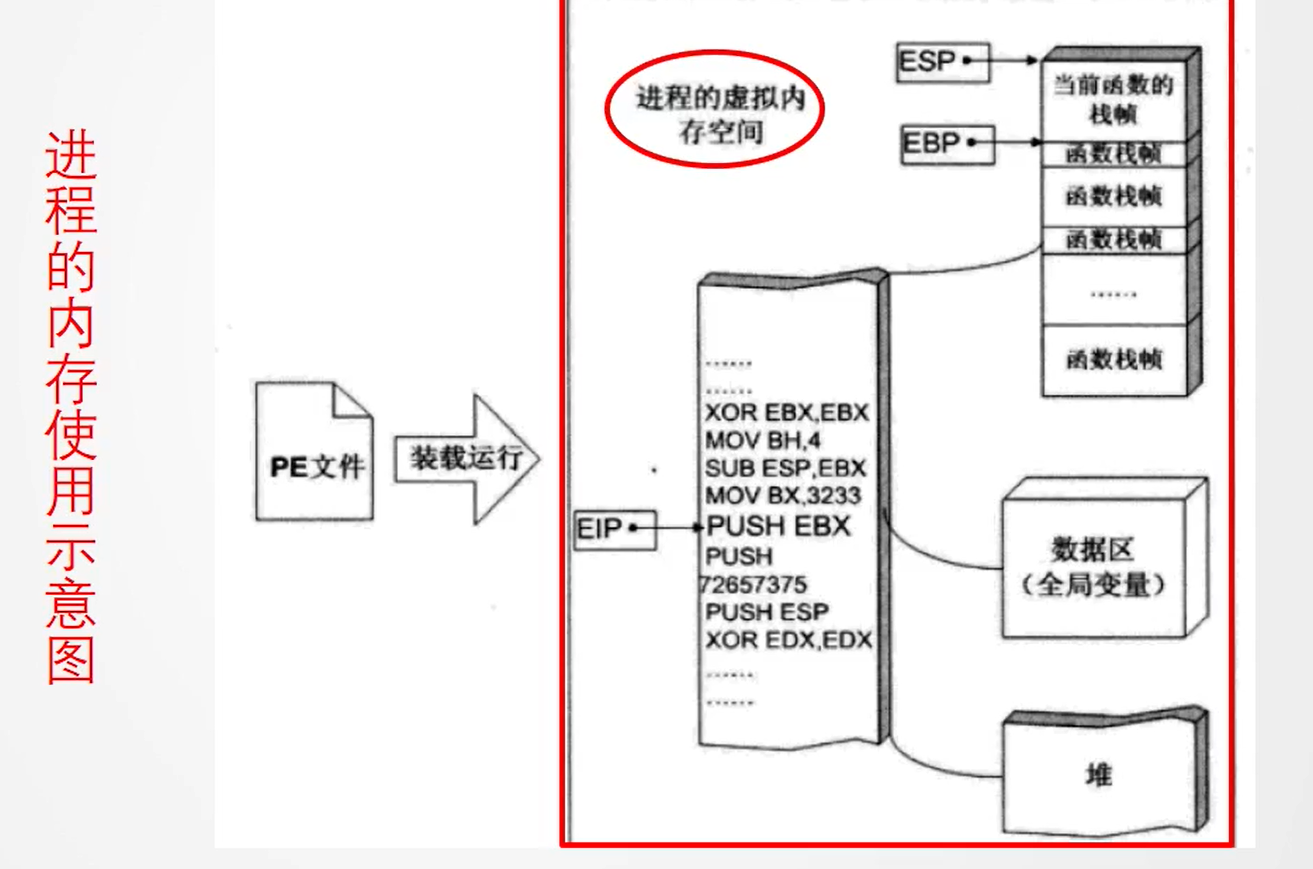 进程的内存使用示意图
PE文件
装载运行
进程的虚拟内
存空间
ESP
EBP
当前函数的
栈帧
函数栈帧
函数栈帧
函数栈帧
......
函数栈帧
......
......
XOR EBX,EBX
MOV BH,4
SUB ESP,EBX
MOV BX,3233
EIP
PUSH EBX
PUSH
72657375
PUSH ESP
XOR EDX,EDX
......
......
数据区
（全局变量）
堆